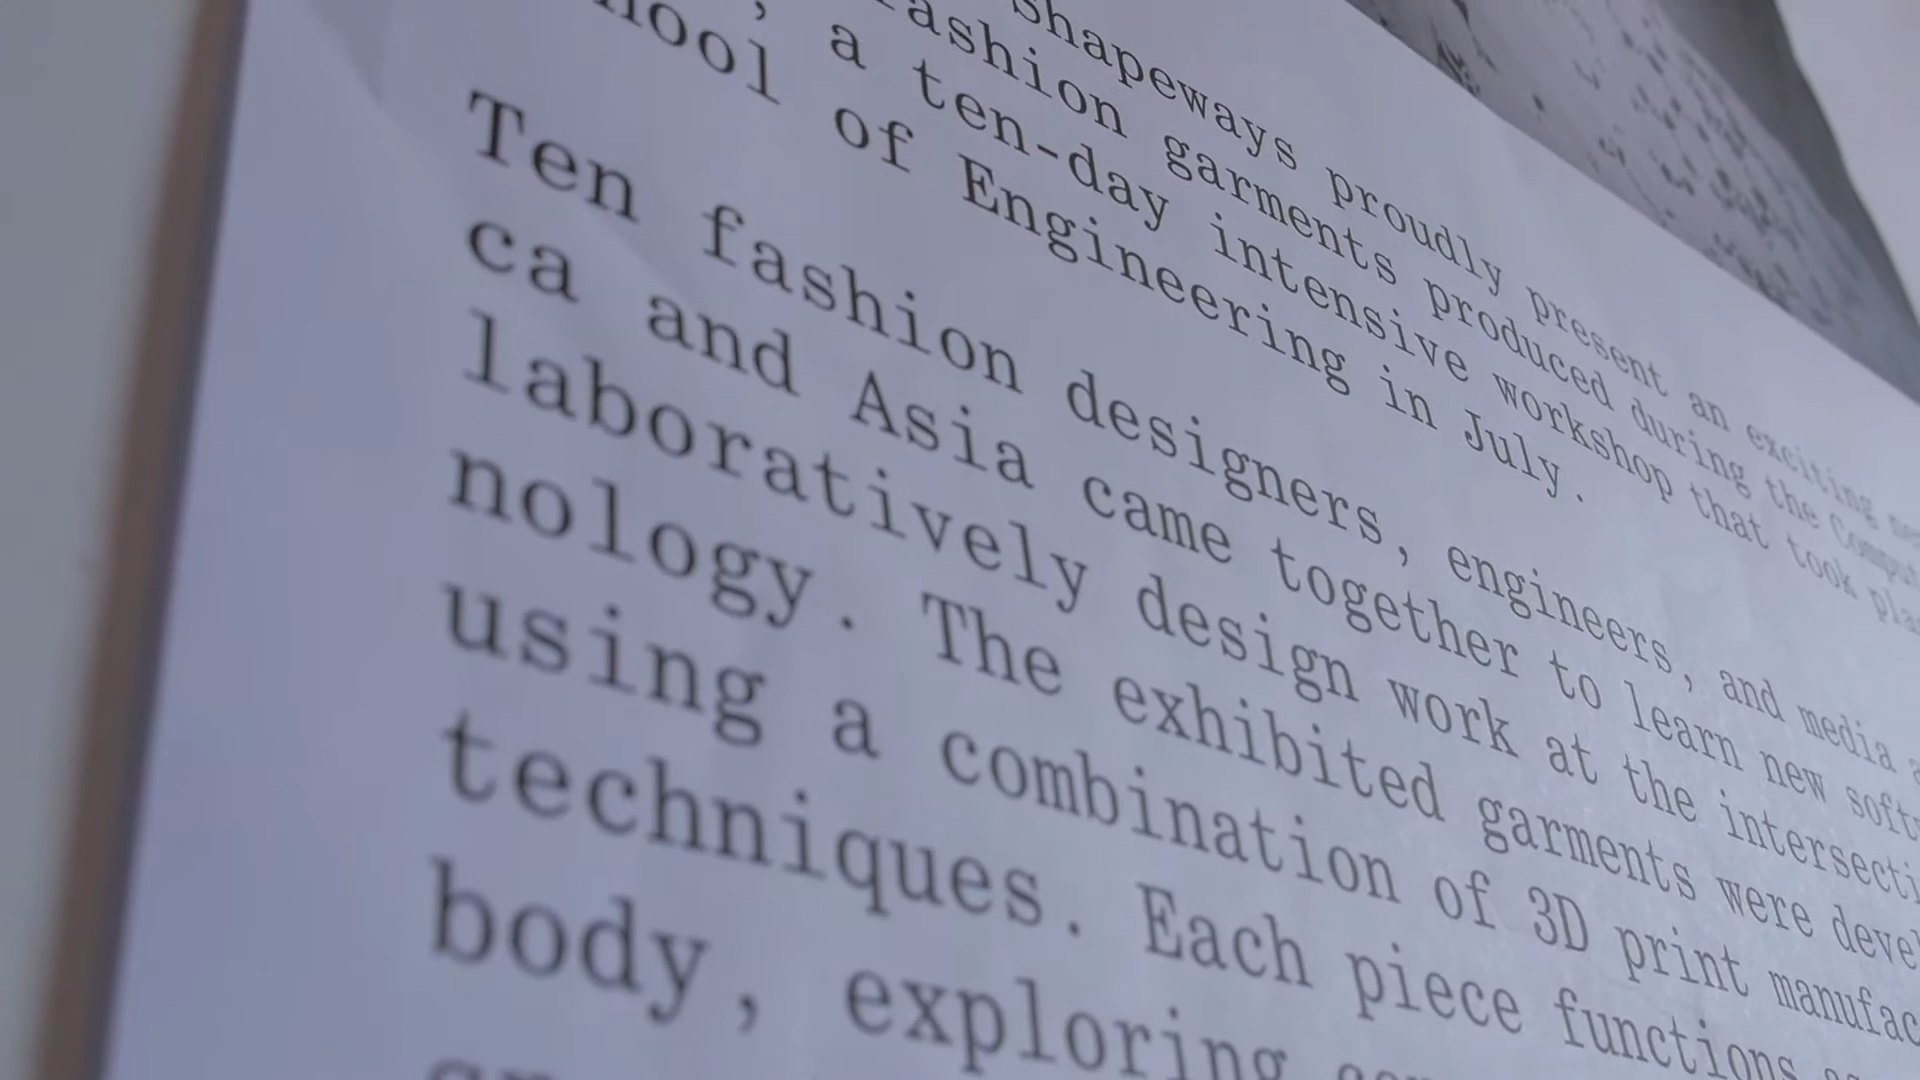 Shapeways proudly present an exciting
fashion garments produced during the
, a ten-day intensive workshop that took
of Engineering in July.
Ten fashion designers, engineers, and media
ca and Asia came together to learn new
laboratively design work at the
nology. The exhibited garments were
using a combination of 3D print
techniques. Each piece functions
body, exploring